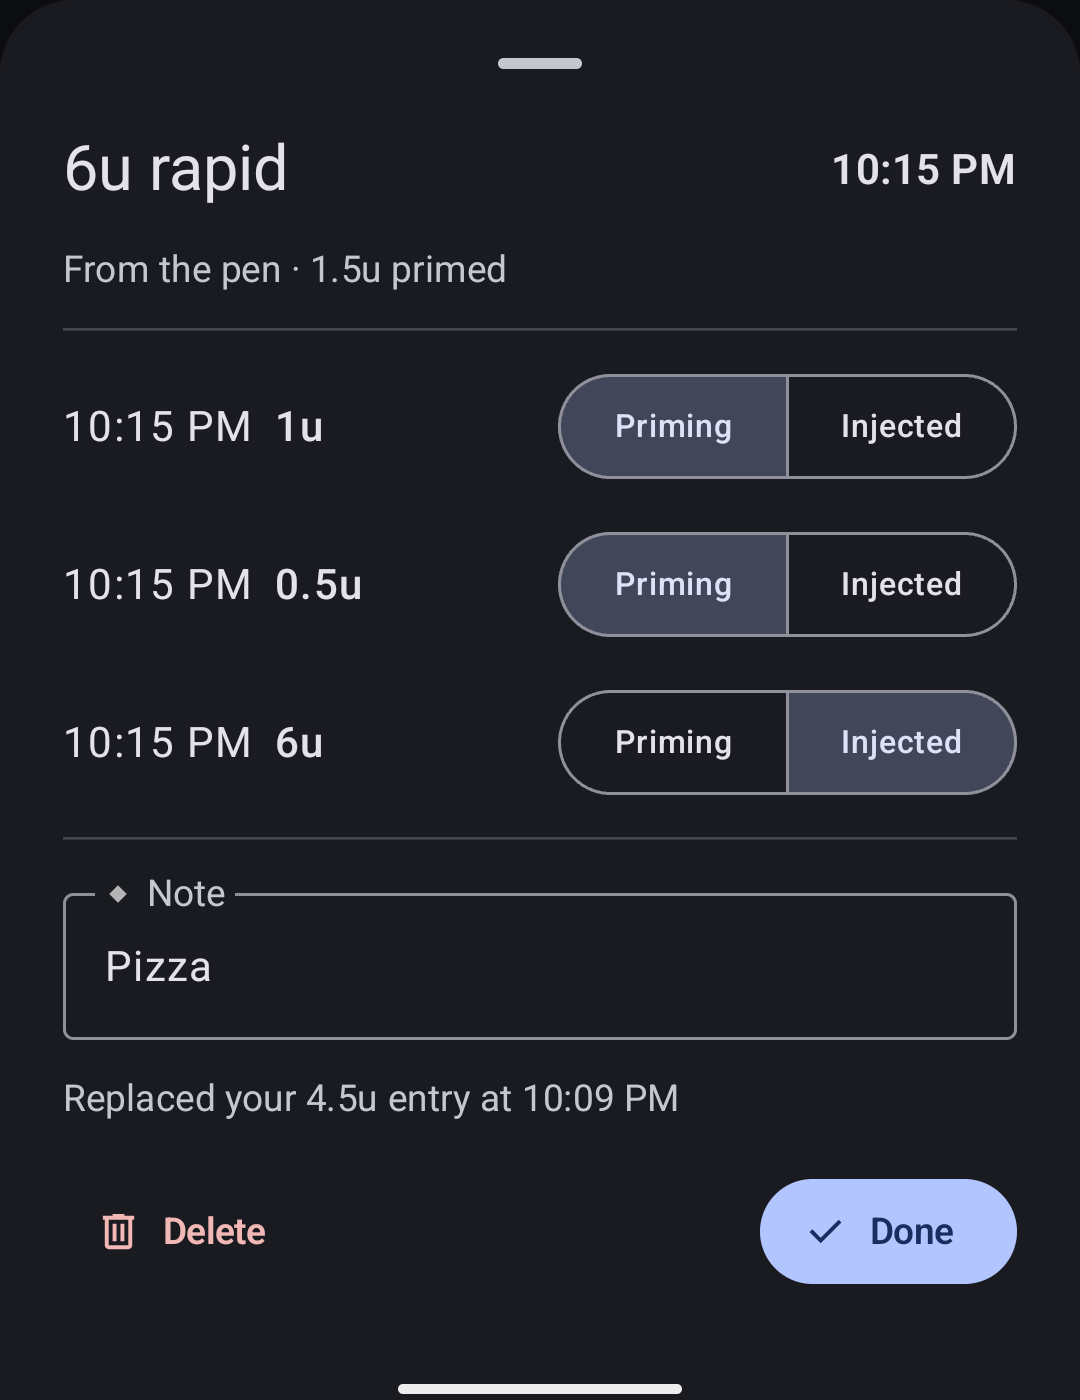 6u rapid 10:15 PM
From the pen · 1.5u primed
10:15 PM 1u Priming Injected
10:15 PM 0.5u Priming Injected
10:15 PM 6u Priming Injected
Note
Pizza
Replaced your 4.5u entry at 10:09 PM
Delete Done